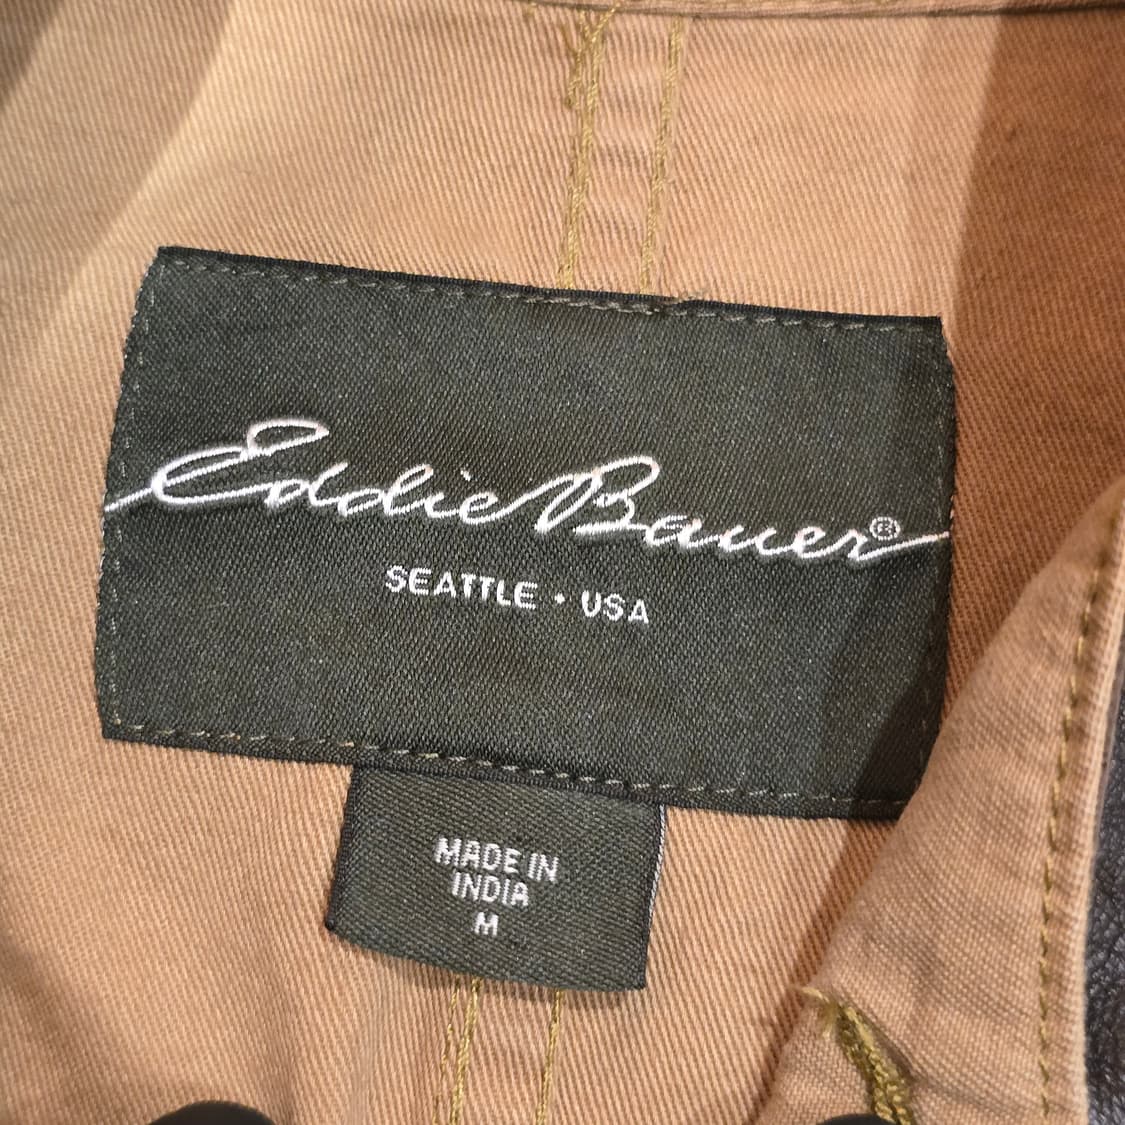 Eddie Bauer®
SEATTLE • USA
MADE IN
INDIA
M